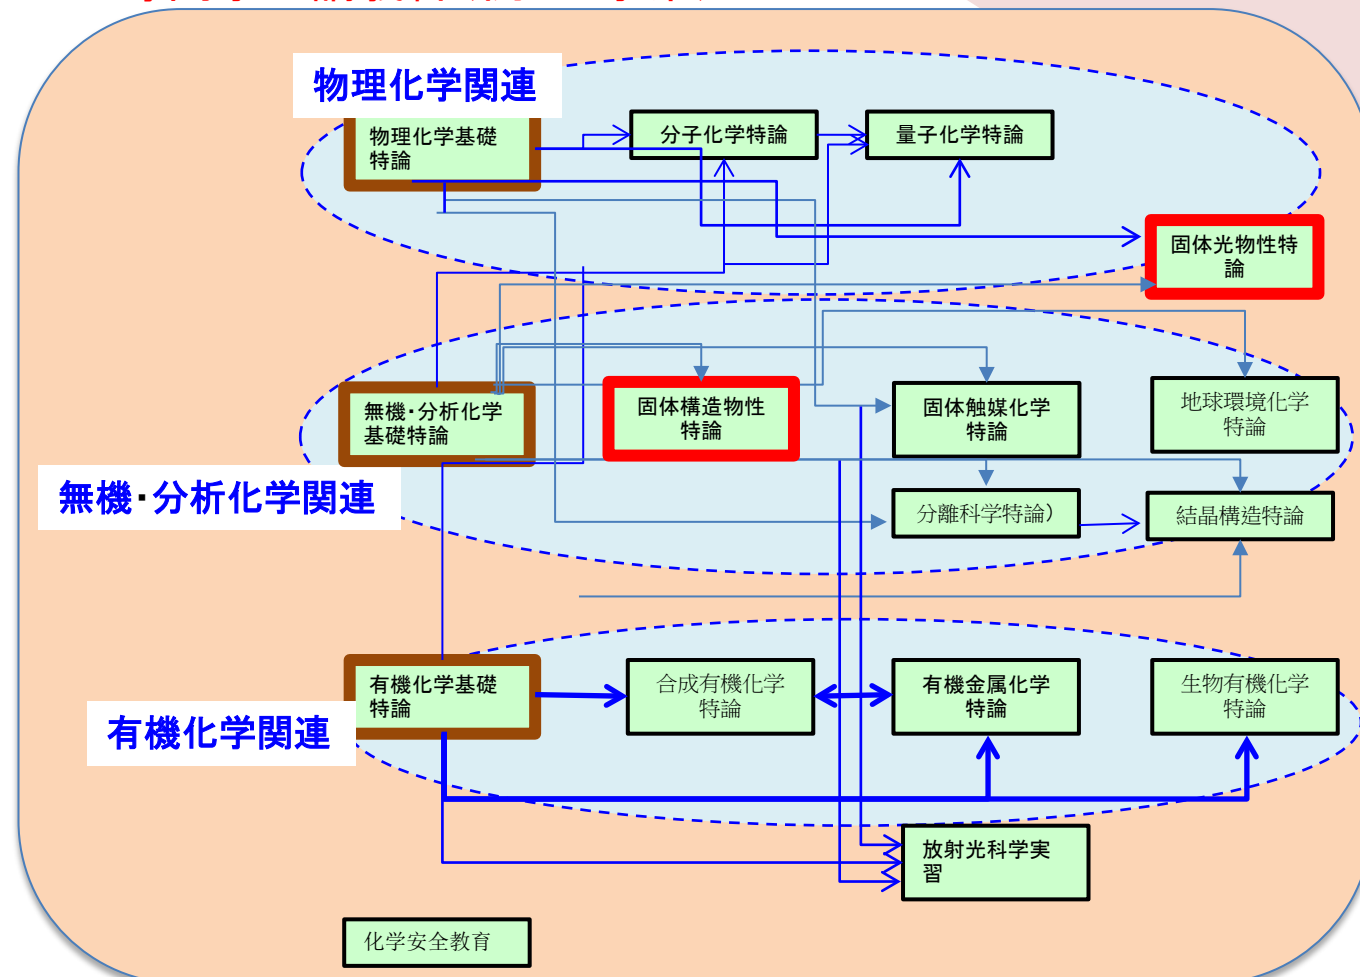 物理化学関連
物理化学基礎
特論
分子化学特論
量子化学特論
固体光物性特
論
無機・分析化学
基礎特論
固体構造物性
特論
固体触媒化学
特論
地球環境化学
特論
無機・分析化学関連
分離科学特論）
結晶構造特論
有機化学基礎
特論
合成有機化学
特論
有機金属化学
特論
生物有機化学
特論
有機化学関連
放射光科学実
習
化学安全教育